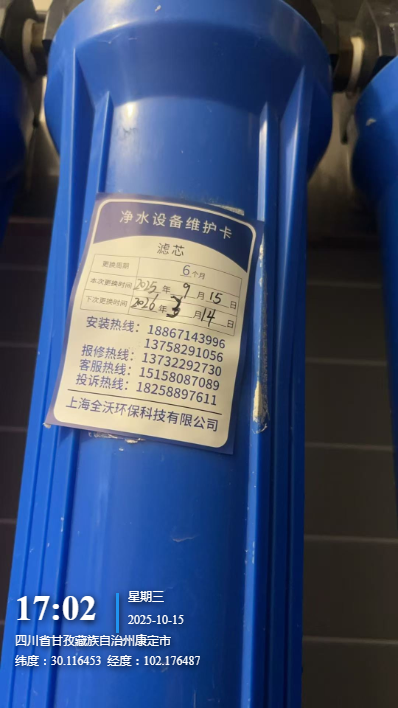 净水设备维护卡
滤芯
更换周期 6个月
本次更换时间 2025年9月15日
下次更换时间 2026年3月14日
安装热线：18867143996
13758291056
报修热线：13732292730
客服热线：15158087089
投诉热线：18258897611
上海全沃环保科技有限公司
17:02
星期三
2025-10-15
四川省甘孜藏族自治州康定市
纬度：30.116453 经度：102.176487